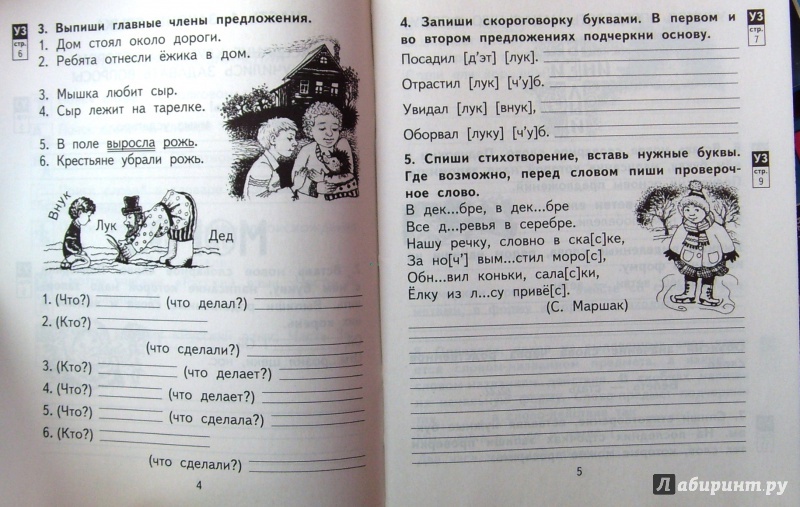 У3
стр.
6
3. Выпиши главные члены предложения.
1. Дом стоял около дороги.
2. Ребята отнесли ёжика в дом.
3. Мышка любит сыр.
4. Сыр лежит на тарелке.
5. В поле выросла рожь.
6. Крестьяне убрали рожь.
Внук
Лук
Дед
1. (Что?) (что делал?)
2. (Кто?)
(что сделали?)
3. (Кто?) (что делает?)
4. (Что?) (что делает?)
5. (Что?) (что сделала?)
6. (Кто?)
(что сделали?)
4
4. Запиши скороговорку буквами. В первом и
во втором предложениях подчеркни основу.
У3
стр.
7
Посадил [д'эт] [лук].
Отрастил [лук] [ч'у]б.
Увидал [лук] [внук],
Оборвал [луку] [ч'у]б.
5. Спиши стихотворение, вставь нужные буквы.
Где возможно, перед словом пиши провероч-
ное слово.
У3
стр.
9
В дек...бре, в дек...бре
Все д...ревья в серебре.
Нашу речку, словно в ска[с]ке,
За но[ч'] вым...стил моро[с],
Обн...вил коньки, сала[с]ки,
Ёлку из л...су привё[с].
(С. Маршак)
5
Лабиринт.ру